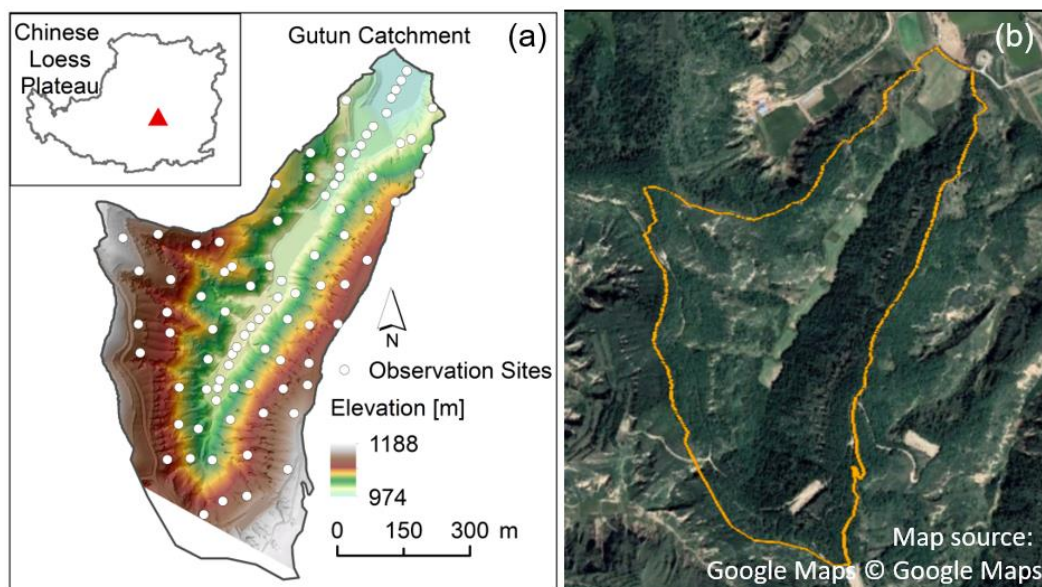 Chinese
Loess
Plateau
Gutun Catchment
(a)
N
Observation Sites
Elevation [m]
1188
974
0 150 300 m
(b)
Map source:
Google Maps © Google Maps